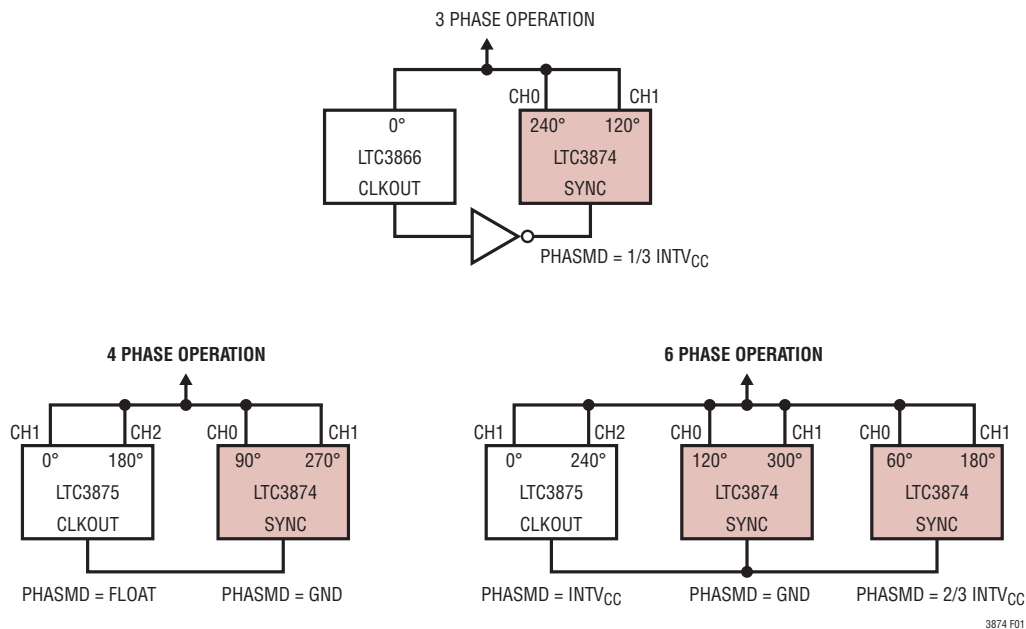 3 PHASE OPERATION
CH0 CH1
0° 240° 120°
LTC3866 LTC3874
CLKOUT SYNC
PHASMD = 1/3 INTVCC
4 PHASE OPERATION
CH1 CH2 CH0 CH1
0° 180° 90° 270°
LTC3875 LTC3874
CLKOUT SYNC
PHASMD = FLOAT PHASMD = GND
6 PHASE OPERATION
CH1 CH2 CH0 CH1 CH0 CH1
0° 240° 120° 300° 60° 180°
LTC3875 LTC3874 LTC3874
CLKOUT SYNC SYNC
PHASMD = INTVCC PHASMD = GND PHASMD = 2/3 INTVCC
3874 F01